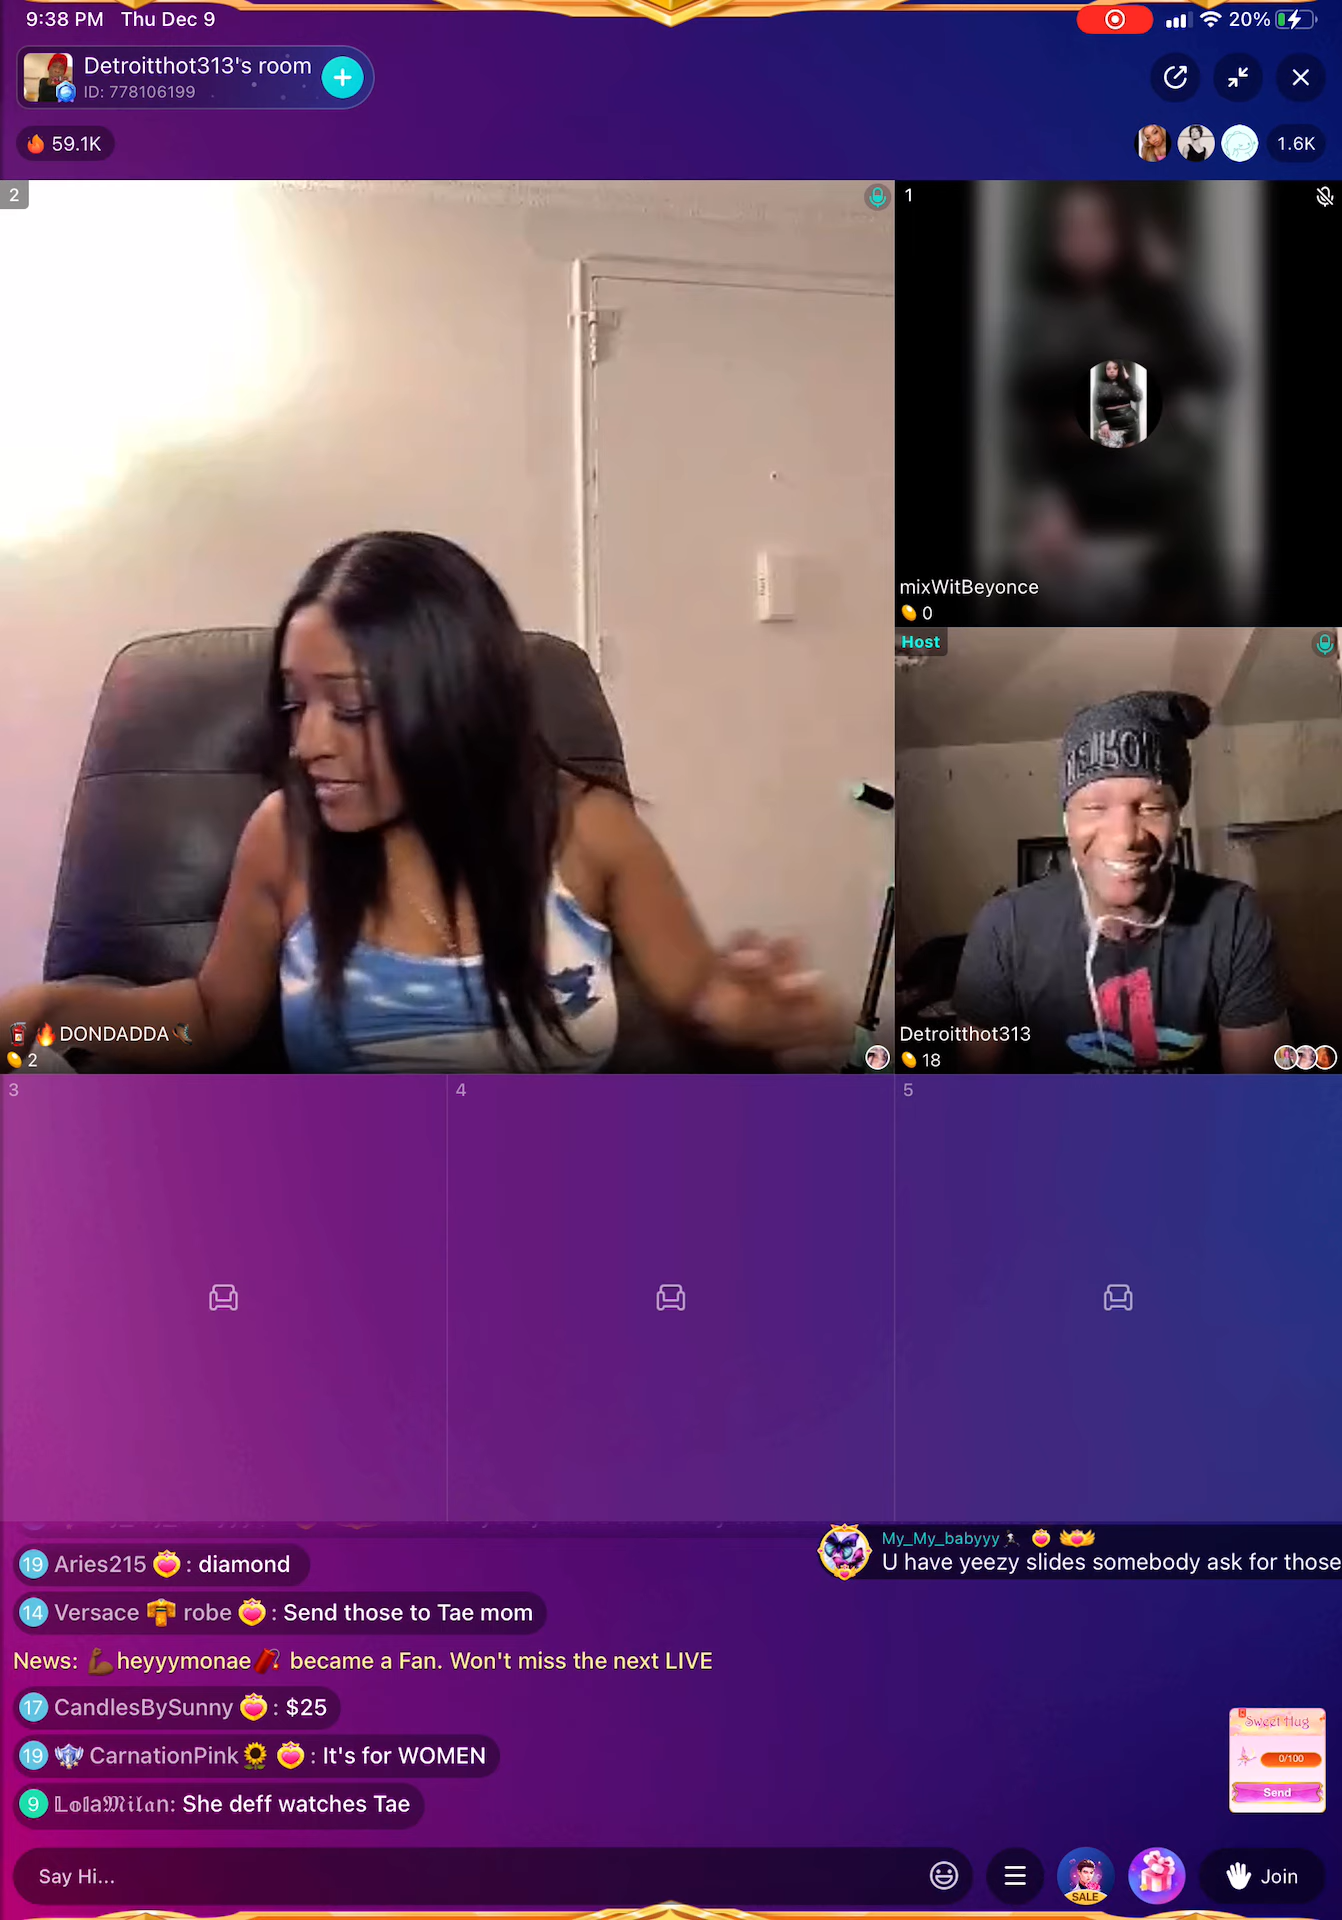 9:38 PM Thu Dec 9
20%
Detroitthot313's room
ID: 778106199
59.1K
1.6K
2
1
mixWitBeyonce
0
Host
DONDADDA
2
Detroitthot313
18
3
4
5
My_My_babyyy
U have yeezy slides somebody ask for those
19 Aries215 : diamond
14 Versace robe : Send those to Tae mom
News: heyyymonae became a Fan. Won't miss the next LIVE
17 CandlesBySunny : $25
19 CarnationPink : It's for WOMEN
9 𝕃𝕠𝕝a𝔐𝔦𝔩𝔞n: She deff watches Tae
Sweet Hug
0/100
Send
Say Hi...
SALE
Join